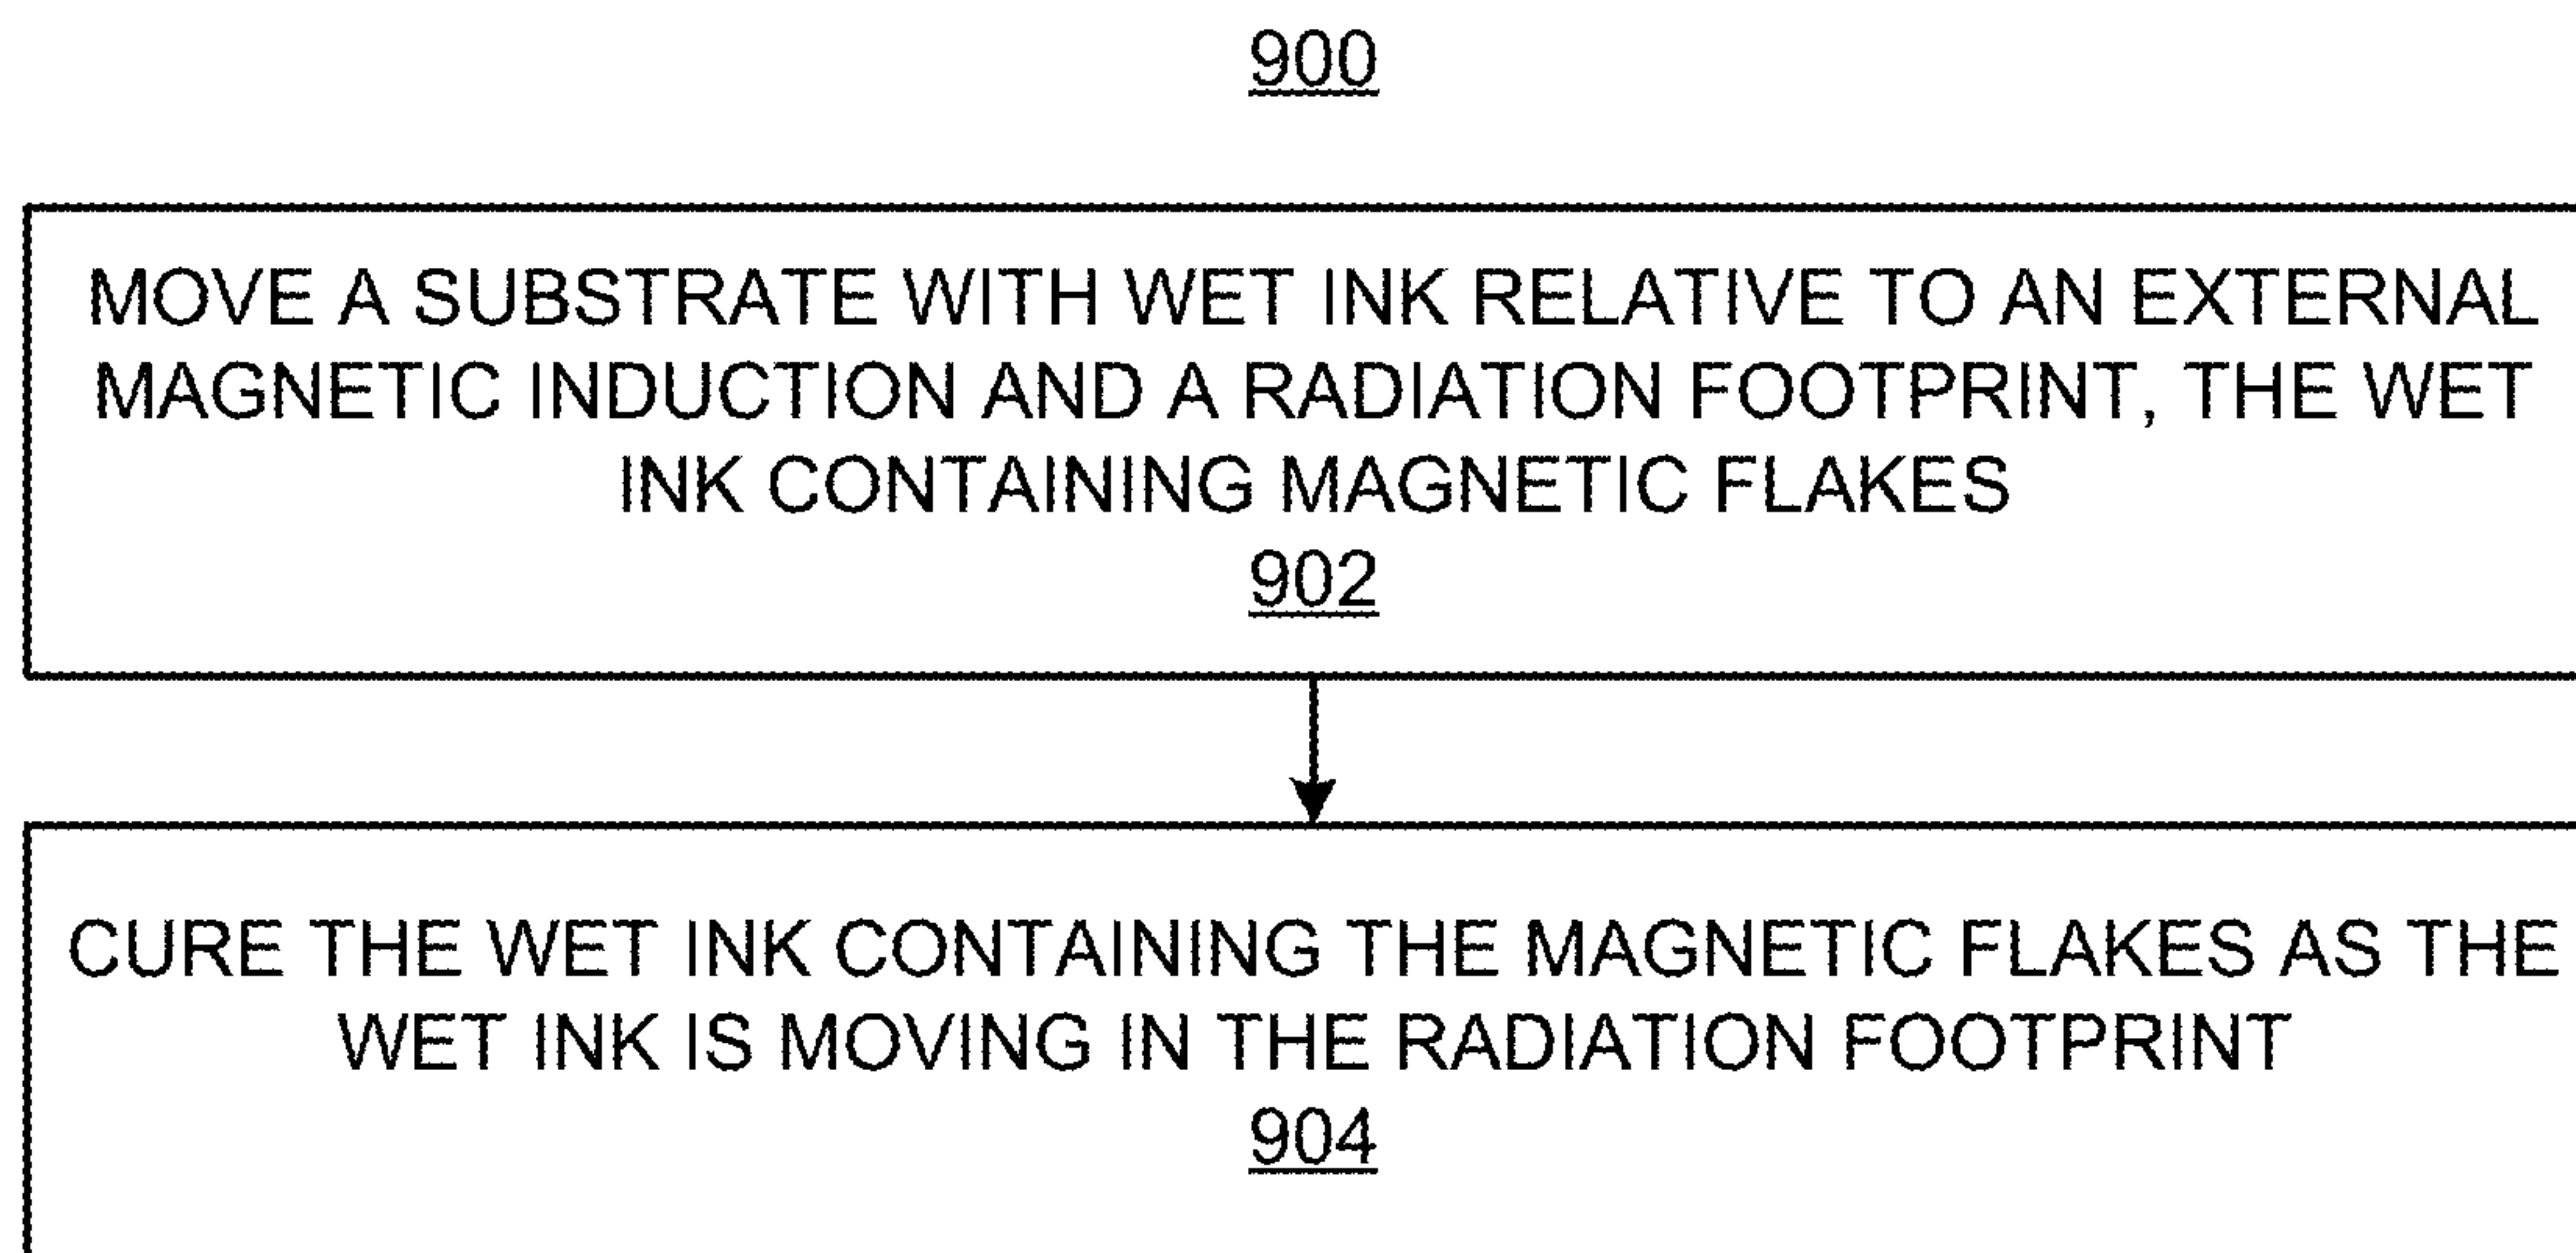 900
MOVE A SUBSTRATE WITH WET INK RELATIVE TO AN EXTERNAL
MAGNETIC INDUCTION AND A RADIATION FOOTPRINT, THE WET
INK CONTAINING MAGNETIC FLAKES
902
CURE THE WET INK CONTAINING THE MAGNETIC FLAKES AS THE
WET INK IS MOVING IN THE RADIATION FOOTPRINT
904